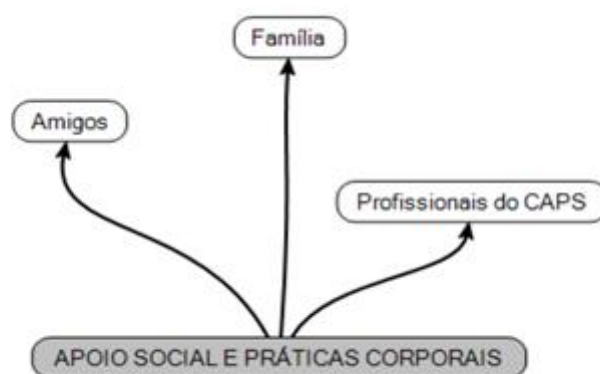 Família
Amigos
Profissionais do CAPS
APOIO SOCIAL E PRÁTICAS CORPORAIS